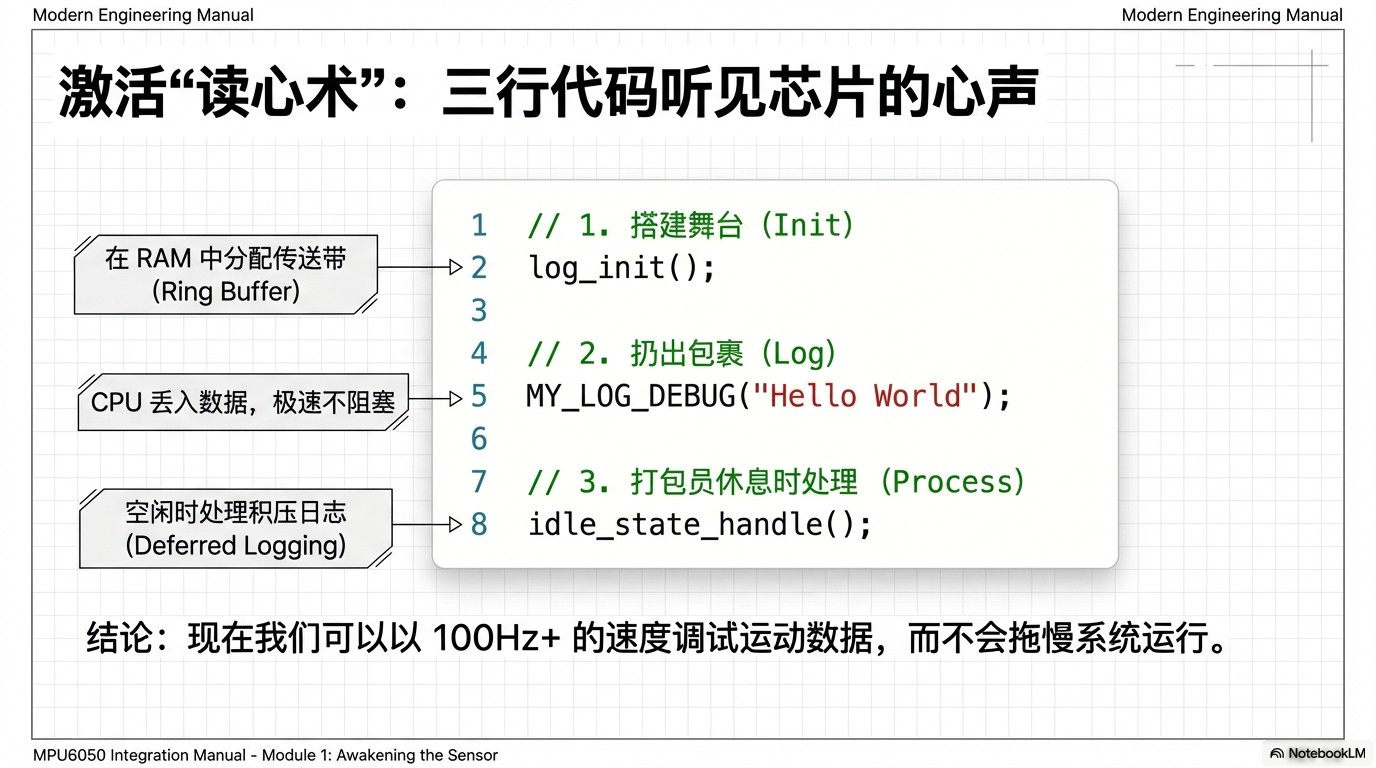 Modern Engineering Manual
Modern Engineering Manual
激活“读心术”：三行代码听见芯片的心声
在 RAM 中分配传送带
(Ring Buffer)
CPU 丢入数据，极速不阻塞
空闲时处理积压日志
(Deferred Logging)
1 // 1. 搭建舞台（Init）
2 log_init();
3
4 // 2. 扔出包裹（Log）
5 MY_LOG_DEBUG("Hello World");
6
7 // 3. 打包员休息时处理 （Process）
8 idle_state_handle();
结论：现在我们可以以 100Hz+ 的速度调试运动数据，而不会拖慢系统运行。
MPU6050 Integration Manual - Module 1: Awakening the Sensor
NotebookLM